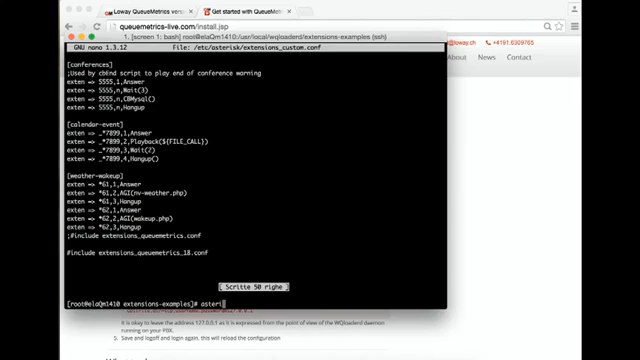 Loway QueueMetrics versi
Get started with QueueMetr
queuemetrics-live.com/install.jsp
1. [screen 1: bash] root@elaQm1410:/usr/local/wqloaderd/extensions-examples (ssh)
@loway.ch
+4191.6309765
About
News
Contact
GNU nano 1.3.12 File: /etc/asterisk/extensions_custom.conf
[conferences]
;Used by cbEnd script to play end of conference warning
exten => 5555,1,Answer
exten => 5555,n,Wait(3)
exten => 5555,n,CBMysql()
exten => 5555,n,Hangup
[calendar-event]
exten => _*7899,1,Answer
exten => _*7899,2,Playback(${FILE_CALL})
exten => _*7899,3,Wait(2)
exten => _*7899,4,Hangup()
[weather-wakeup]
exten => *61,1,Answer
exten => *61,2,AGI(nv-weather.php)
exten => *61,3,Hangup
exten => *62,1,Answer
exten => *62,2,AGI(wakeup.php)
exten => *62,3,Hangup
;#include extensions_queuemetrics.conf
#include extensions_queuemetrics_18.conf
[ Scritte 50 righe ]
[root@elaQm1410 extensions-examples]# asteri
It is okay to leave the address 127.0.0.1 as it is expressed from the point of view of the WQloaderd daemon
running on your PBX.
5. Save and logoff and login again, this will reload the configuration